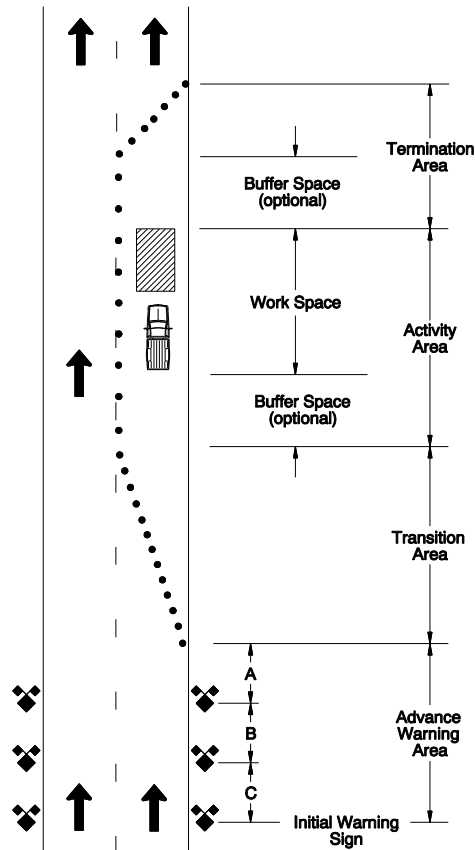 Termination
Area
Buffer Space
(optional)
Work Space
Activity
Area
Buffer Space
(optional)
Transition
Area
A
B
Advance
Warning
Area
C
Initial Warning
Sign